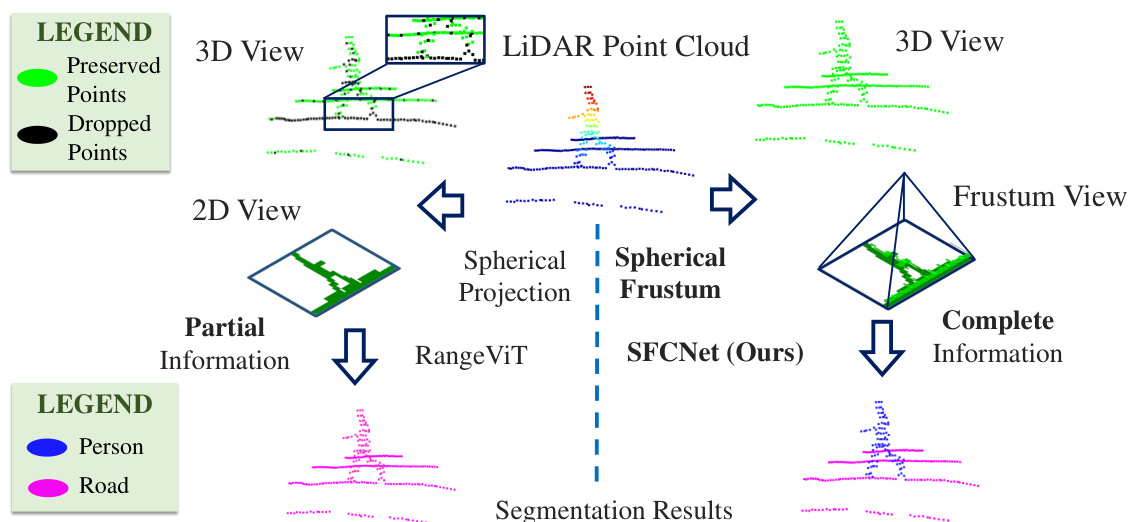 LEGEND
Preserved
Points
Dropped
Points
3D View
LiDAR Point Cloud
3D View
2D View
Frustum View
Spherical
Projection
Spherical
Frustum
Partial
Information
RangeViT
SFCNet (Ours)
Complete
Information
LEGEND
Person
Road
Segmentation Results